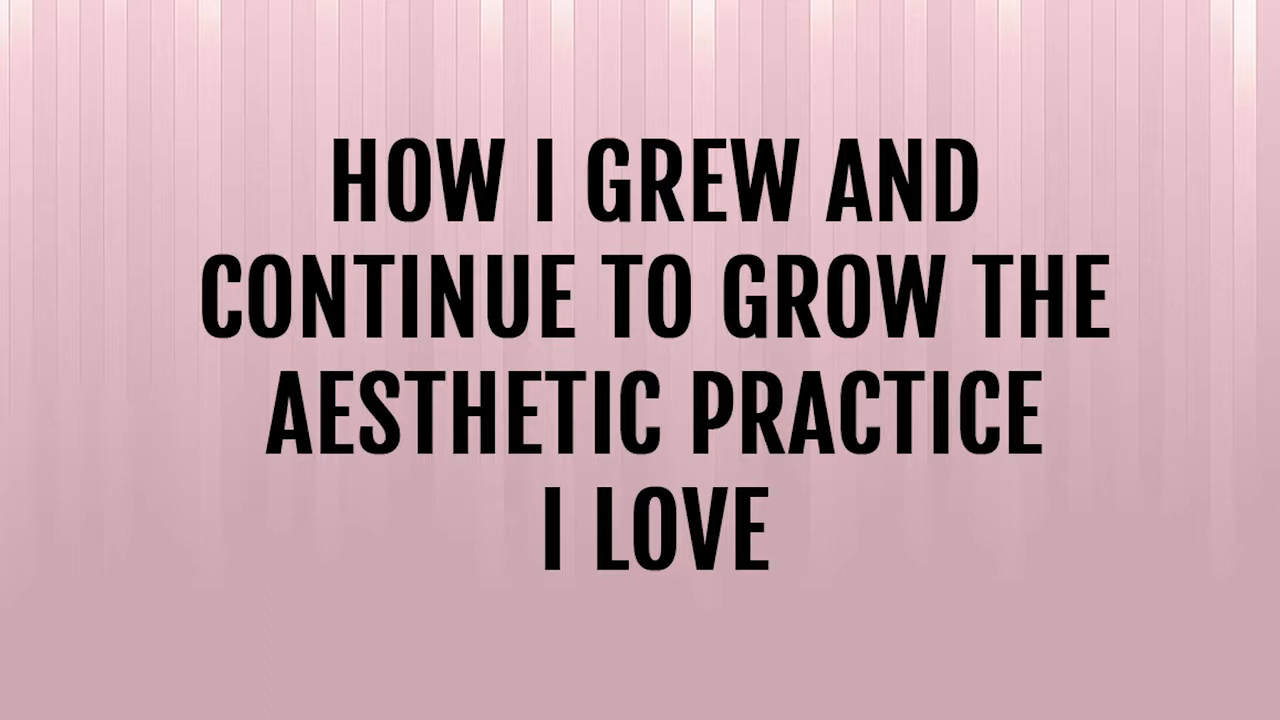 HOW I GREW AND
CONTINUE TO GROW THE
AESTHETIC PRACTICE
I LOVE